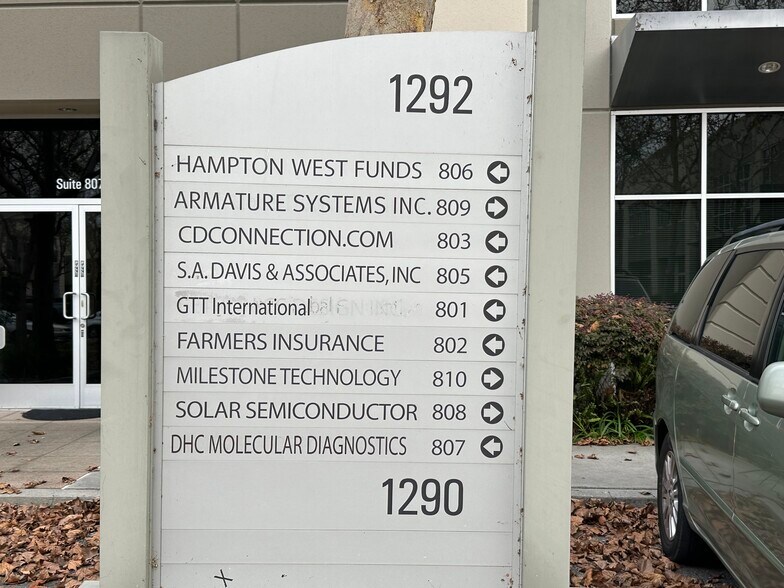 1292
HAMPTON WEST FUNDS 806
ARMATURE SYSTEMS INC. 809
CDCONNECTION.COM 803
S.A. DAVIS & ASSOCIATES, INC 805
GTT International 801
FARMERS INSURANCE 802
MILESTONE TECHNOLOGY 810
SOLAR SEMICONDUCTOR 808
DHC MOLECULAR DIAGNOSTICS 807
1290
Suite 807